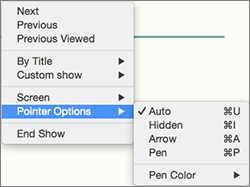 Next
Previous
Previous Viewed
By Title
Custom show
Screen
Pointer Options
End Show
✓ Auto ⌘U
Hidden ⌘I
Arrow ⌘A
Pen ⌘P
Pen Color